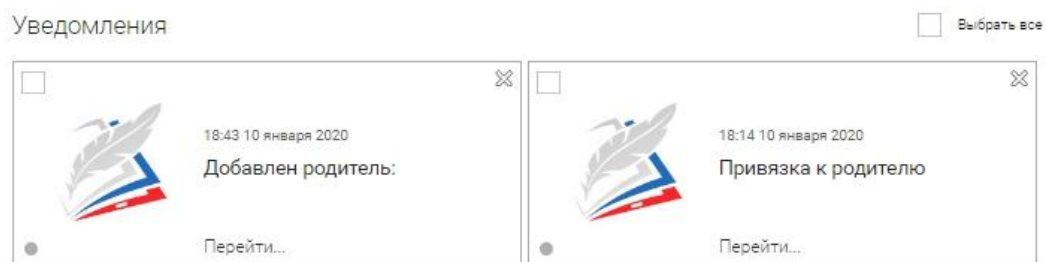 Уведомления
Выбрать все
18:43 10 января 2020
Добавлен родитель:
Перейти...
18:14 10 января 2020
Привязка к родителю
Перейти...